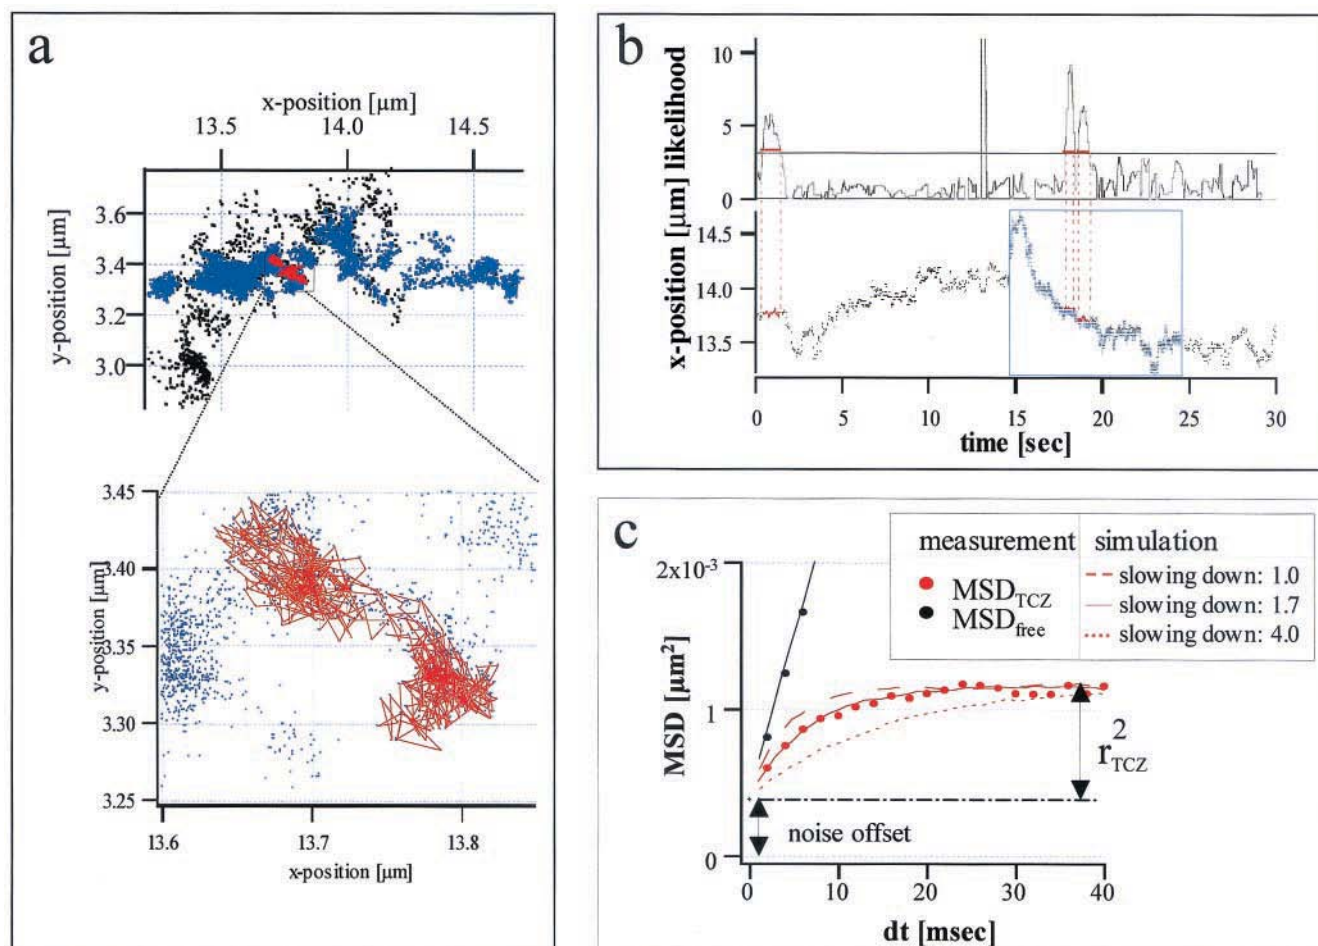 a
x-position [µm]
13.5 14.0 14.5
y-position [µm]
3.6
3.4
3.2
3.0
y-position [µm]
3.45
3.40
3.35
3.30
3.25
13.6 13.7 13.8
x-position [µm]
b
x-position [µm] likelihood
10
5
0
14.5
14.0
13.5
0 5 10 15 20 25 30
time [sec]
c
measurement simulation
MSD_TCZ slowing down: 1.0
MSD_free slowing down: 1.7
slowing down: 4.0
MSD [µm²]
2x10⁻³
1
0
r²_TCZ
noise offset
0 10 20 30 40
dt [msec]